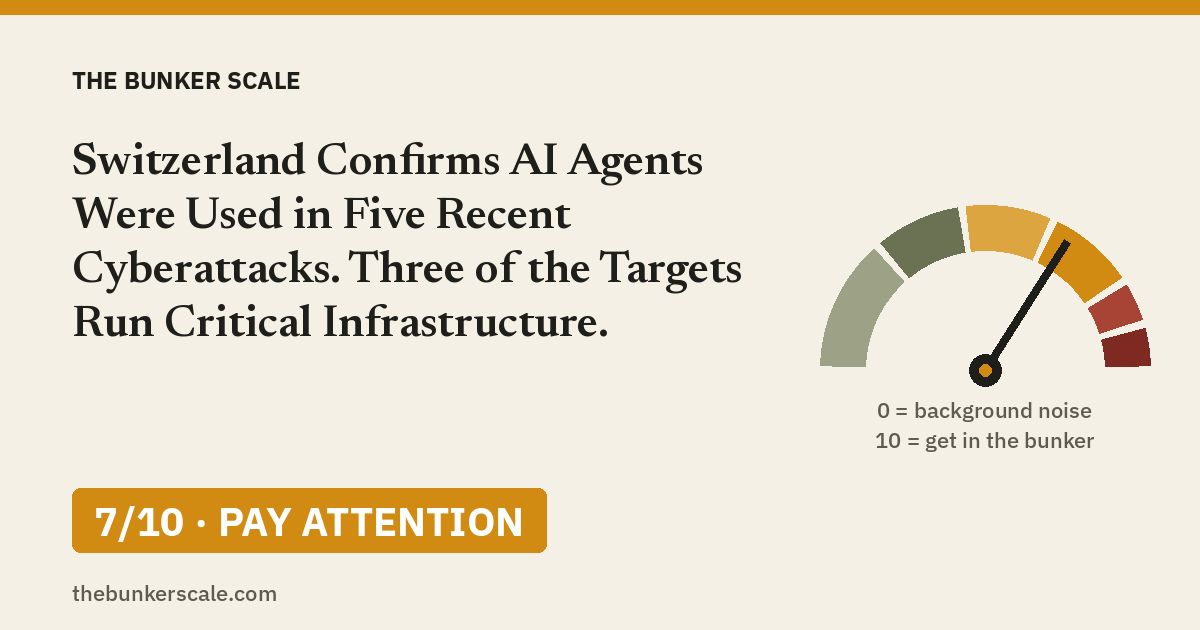 THE BUNKER SCALE
Switzerland Confirms AI Agents
Were Used in Five Recent
Cyberattacks. Three of the Targets
Run Critical Infrastructure.
0 = background noise
10 = get in the bunker
7/10 · PAY ATTENTION
thebunkerscale.com